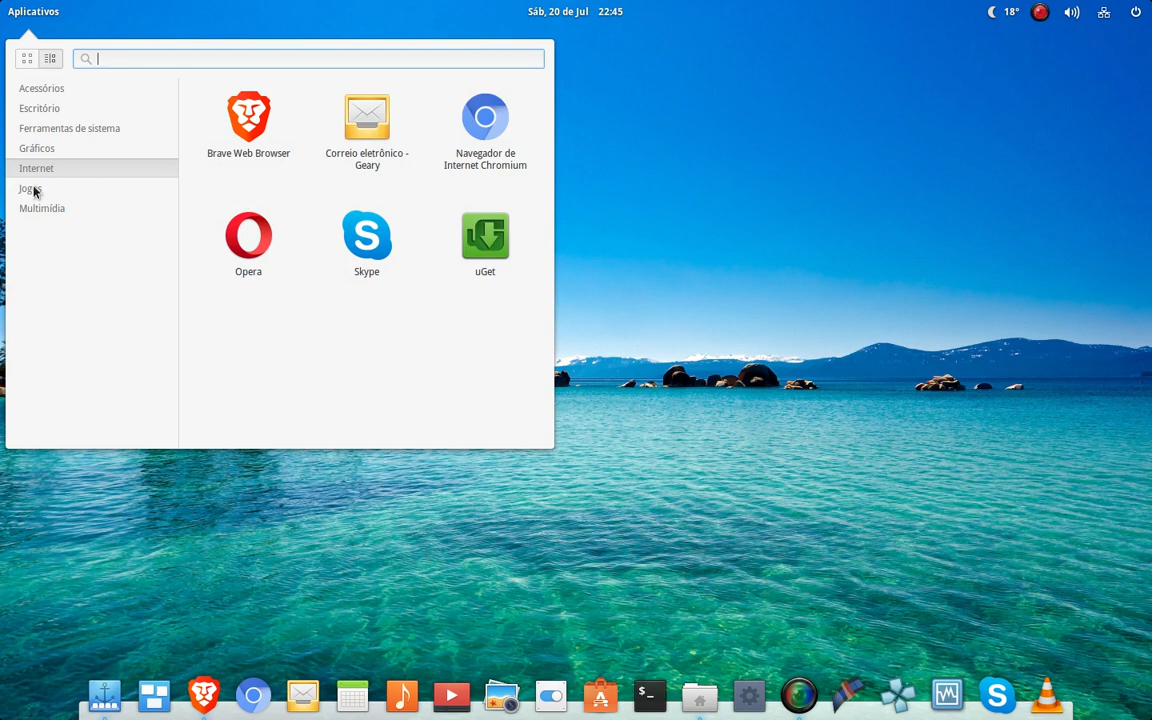 Aplicativos
Sáb, 20 de Jul 22:45
18°
Acessórios
Escritório
Ferramentas de sistema
Gráficos
Internet
Jogos
Multimídia
Brave Web Browser
Correio eletrônico -
Geary
Navegador de
Internet Chromium
Opera
Skype
uGet
$_